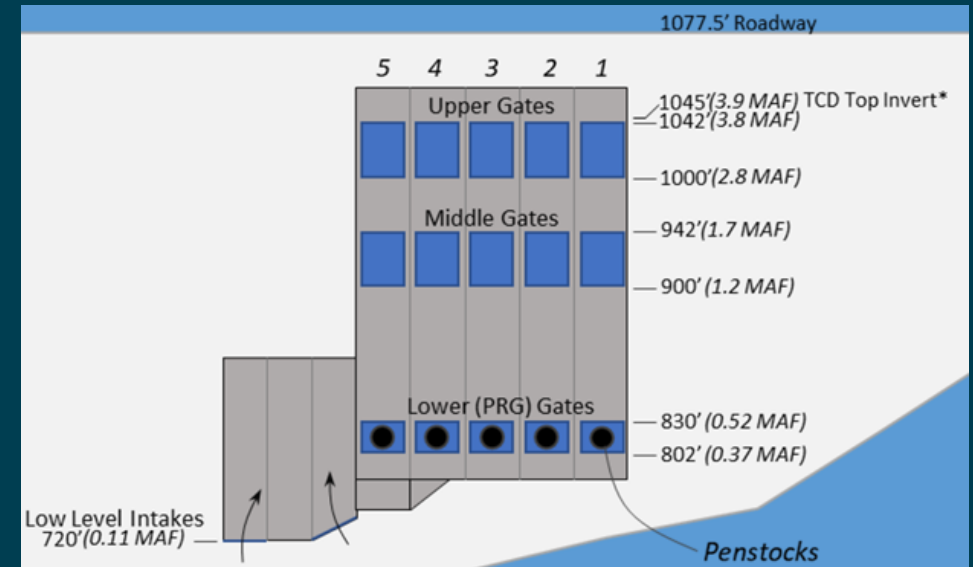 1077.5’ Roadway
5 4 3 2 1
Upper Gates
1045’(3.9 MAF) TCD Top Invert*
1042’(3.8 MAF)
1000’(2.8 MAF)
Middle Gates
942’(1.7 MAF)
900’ (1.2 MAF)
Lower (PRG) Gates
830’ (0.52 MAF)
802’ (0.37 MAF)
Low Level Intakes
720’(0.11 MAF)
Penstocks